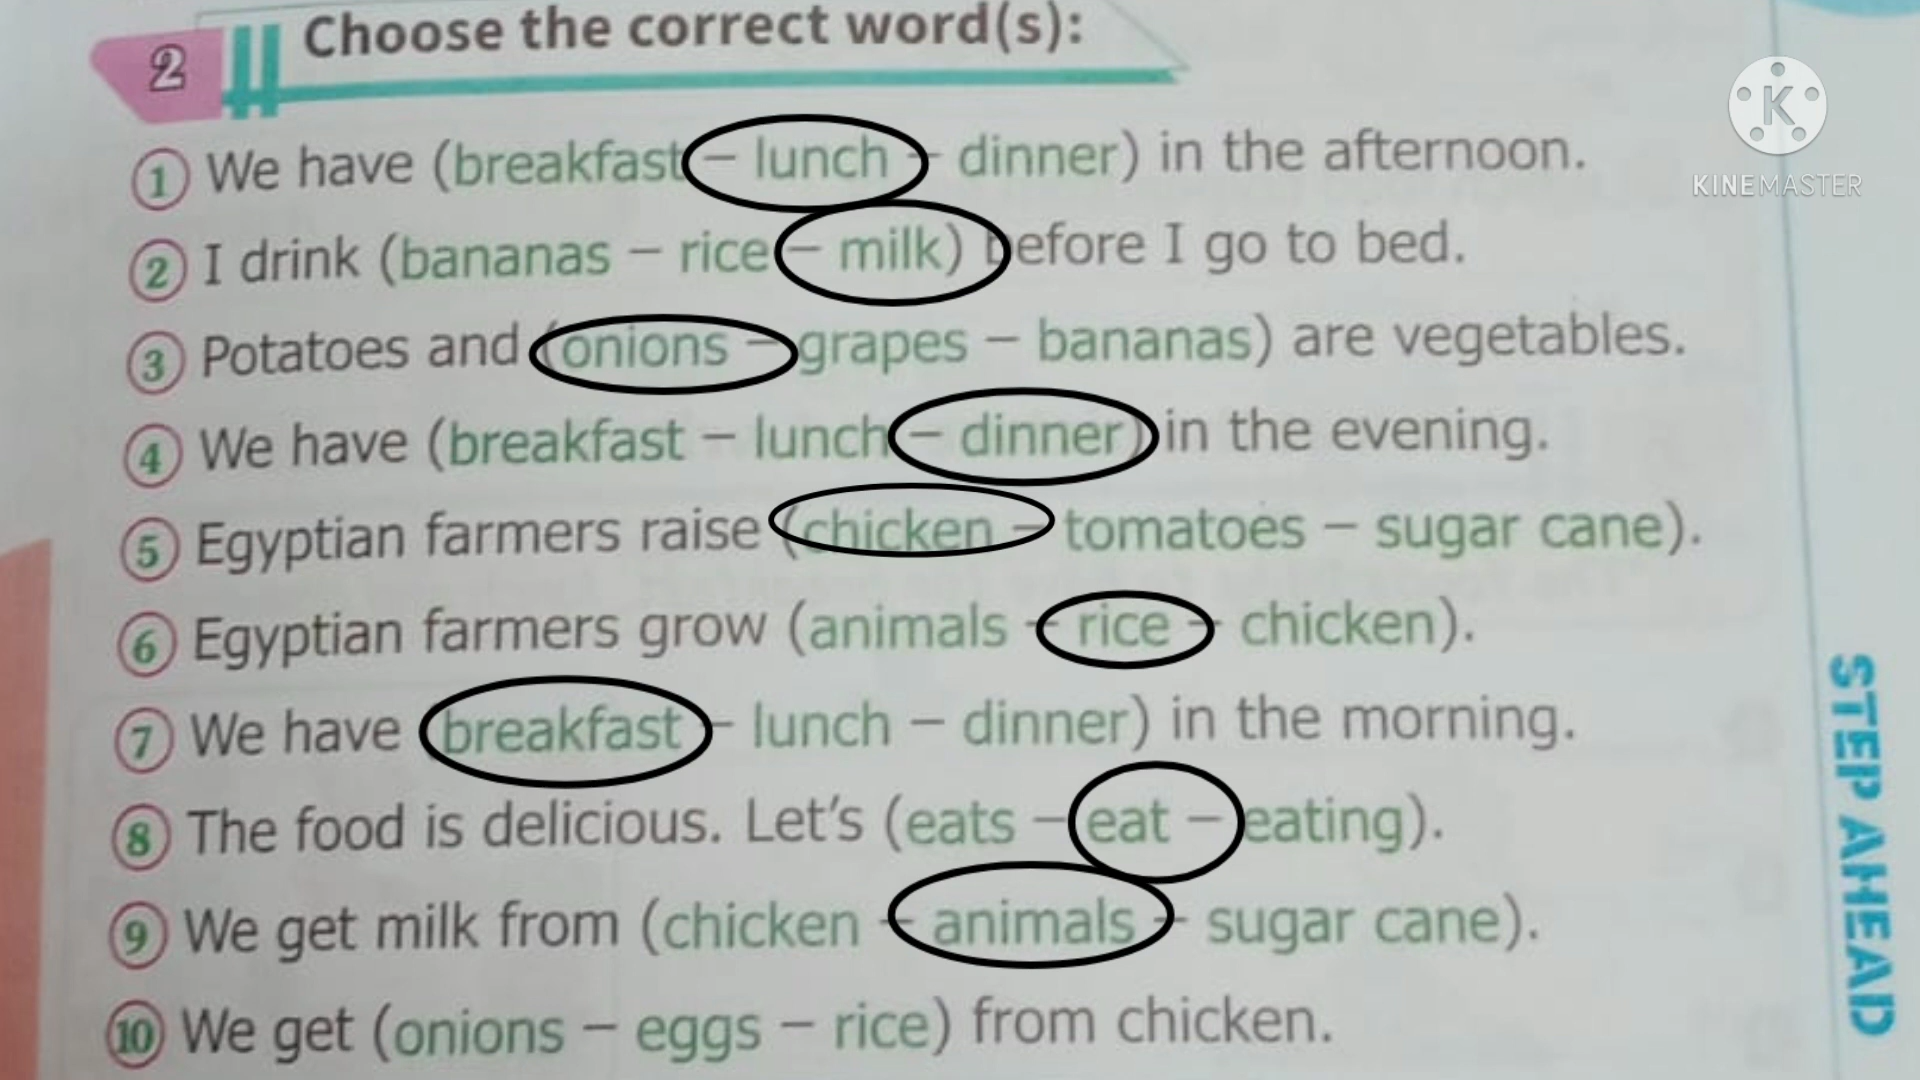 2 Choose the correct word(s):
1 We have (breakfast – lunch – dinner) in the afternoon.
2 I drink (bananas – rice – milk) before I go to bed.
3 Potatoes and (onions – grapes – bananas) are vegetables.
4 We have (breakfast – lunch – dinner) in the evening.
5 Egyptian farmers raise (chicken – tomatoes – sugar cane).
6 Egyptian farmers grow (animals – rice – chicken).
7 We have (breakfast – lunch – dinner) in the morning.
8 The food is delicious. Let's (eats – eat – eating).
9 We get milk from (chicken – animals – sugar cane).
10 We get (onions – eggs – rice) from chicken.
K
KINEMASTER
STEP AHEAD